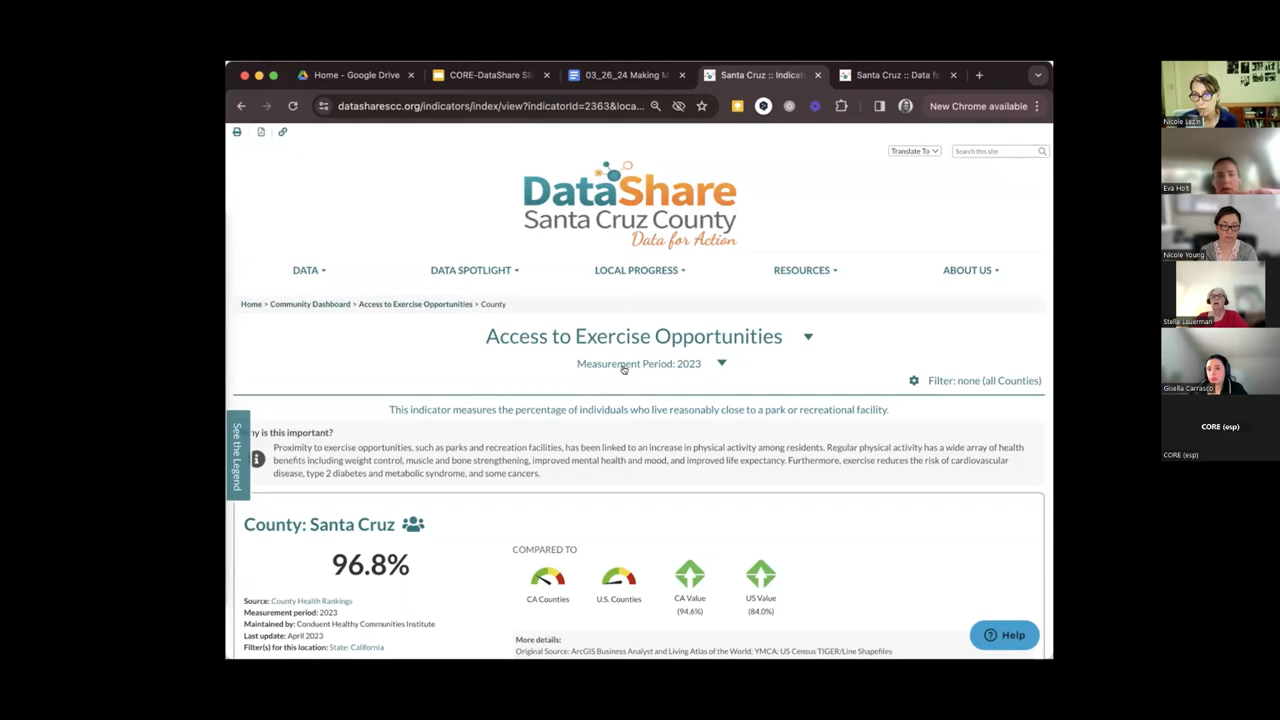 Home - Google Drive
CORE-DataShare Sli
03_26_24 Making M
Santa Cruz :: Indicat
Santa Cruz :: Data fo
datasharescc.org/indicators/index/view?indicatorId=2363&loca...
New Chrome available
Translate To
Search this site
DataShare
Santa Cruz County
Data for Action
DATA
DATA SPOTLIGHT
LOCAL PROGRESS
RESOURCES
ABOUT US
Home > Community Dashboard > Access to Exercise Opportunities > County
Access to Exercise Opportunities
Measurement Period: 2023
Filter: none (all Counties)
This indicator measures the percentage of individuals who live reasonably close to a park or recreational facility.
See the Legend
hy is this important?
Proximity to exercise opportunities, such as parks and recreation facilities, has been linked to an increase in physical activity among residents. Regular physical activity has a wide array of health
benefits including weight control, muscle and bone strengthening, improved mental health and mood, and improved life expectancy. Furthermore, exercise reduces the risk of cardiovascular
disease, type 2 diabetes and metabolic syndrome, and some cancers.
County: Santa Cruz
96.8%
Source: County Health Rankings
Measurement period: 2023
Maintained by: Conduent Healthy Communities Institute
Last update: April 2023
Filter(s) for this location: State: California
COMPARED TO
CA Counties
U.S. Counties
CA Value
(94.6%)
US Value
(84.0%)
More details:
Original Source: ArcGIS Business Analyst and Living Atlas of the World; YMCA; US Census TIGER/Line Shapefiles
Help
Nicole Lezin
Eva Holt
Nicole Young
Stella Lauerman
Gisella Carrasco
CORE (esp)
CORE (esp)